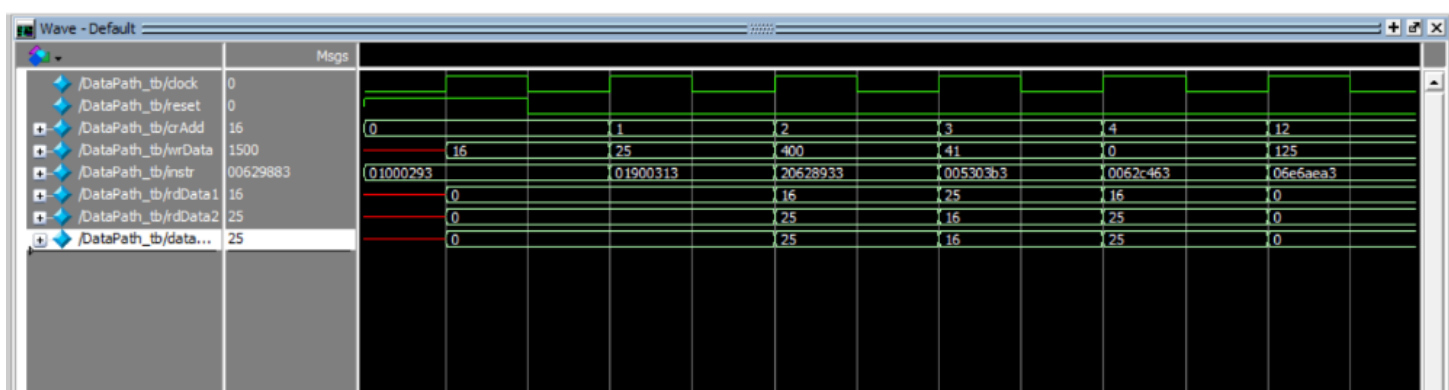 Wave - Default
Msgs
/DataPath_tb/clock 0
/DataPath_tb/reset 0
/DataPath_tb/crAdd 16 0 1 2 3 4 12
/DataPath_tb/wrData 1500 16 25 400 41 0 125
/DataPath_tb/instr 00629883 01000293 01900313 20628933 005303b3 0062c463 06e6aea3
/DataPath_tb/rdData1 16 0 16 25 16 0
/DataPath_tb/rdData2 25 0 25 16 25 0
/DataPath_tb/data... 25 0 25 16 25 0